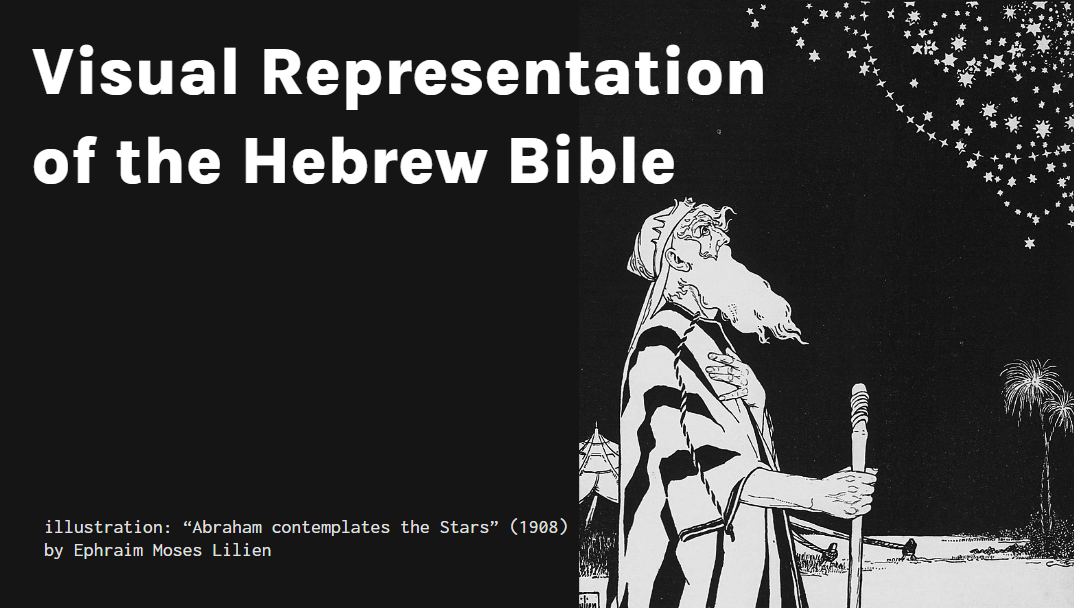 Visual Representation
of the Hebrew Bible
illustration: “Abraham contemplates the Stars” (1908)
by Ephraim Moses Lilien